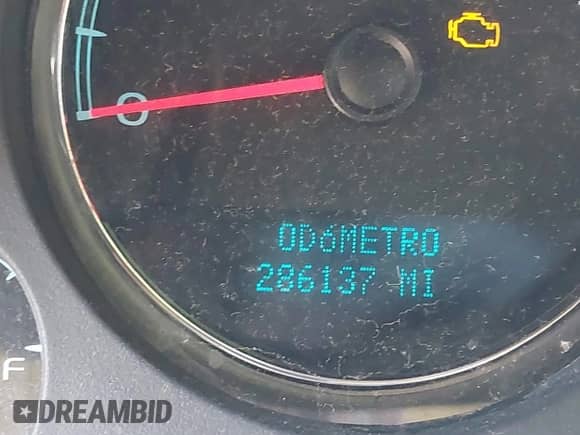 0
ODóMETRO
286137 MI
F
DREAMBID